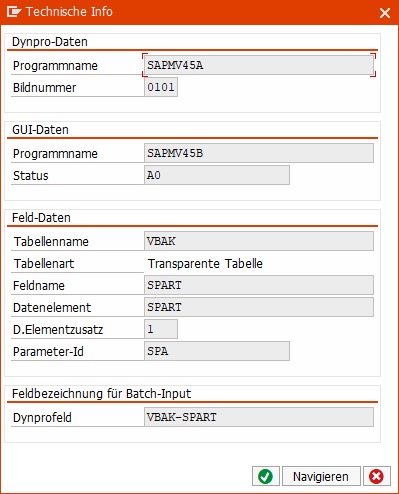 Technische Info
Dynpro-Daten
Programmname SAPMV45A
Bildnummer 0101
GUI-Daten
Programmname SAPMV45B
Status A0
Feld-Daten
Tabellenname VBAK
Tabellenart Transparente Tabelle
Feldname SPART
Datenelement SPART
D.Elementzusatz 1
Parameter-Id SPA
Feldbezeichnung für Batch-Input
Dynprofeld VBAK-SPART
Navigieren